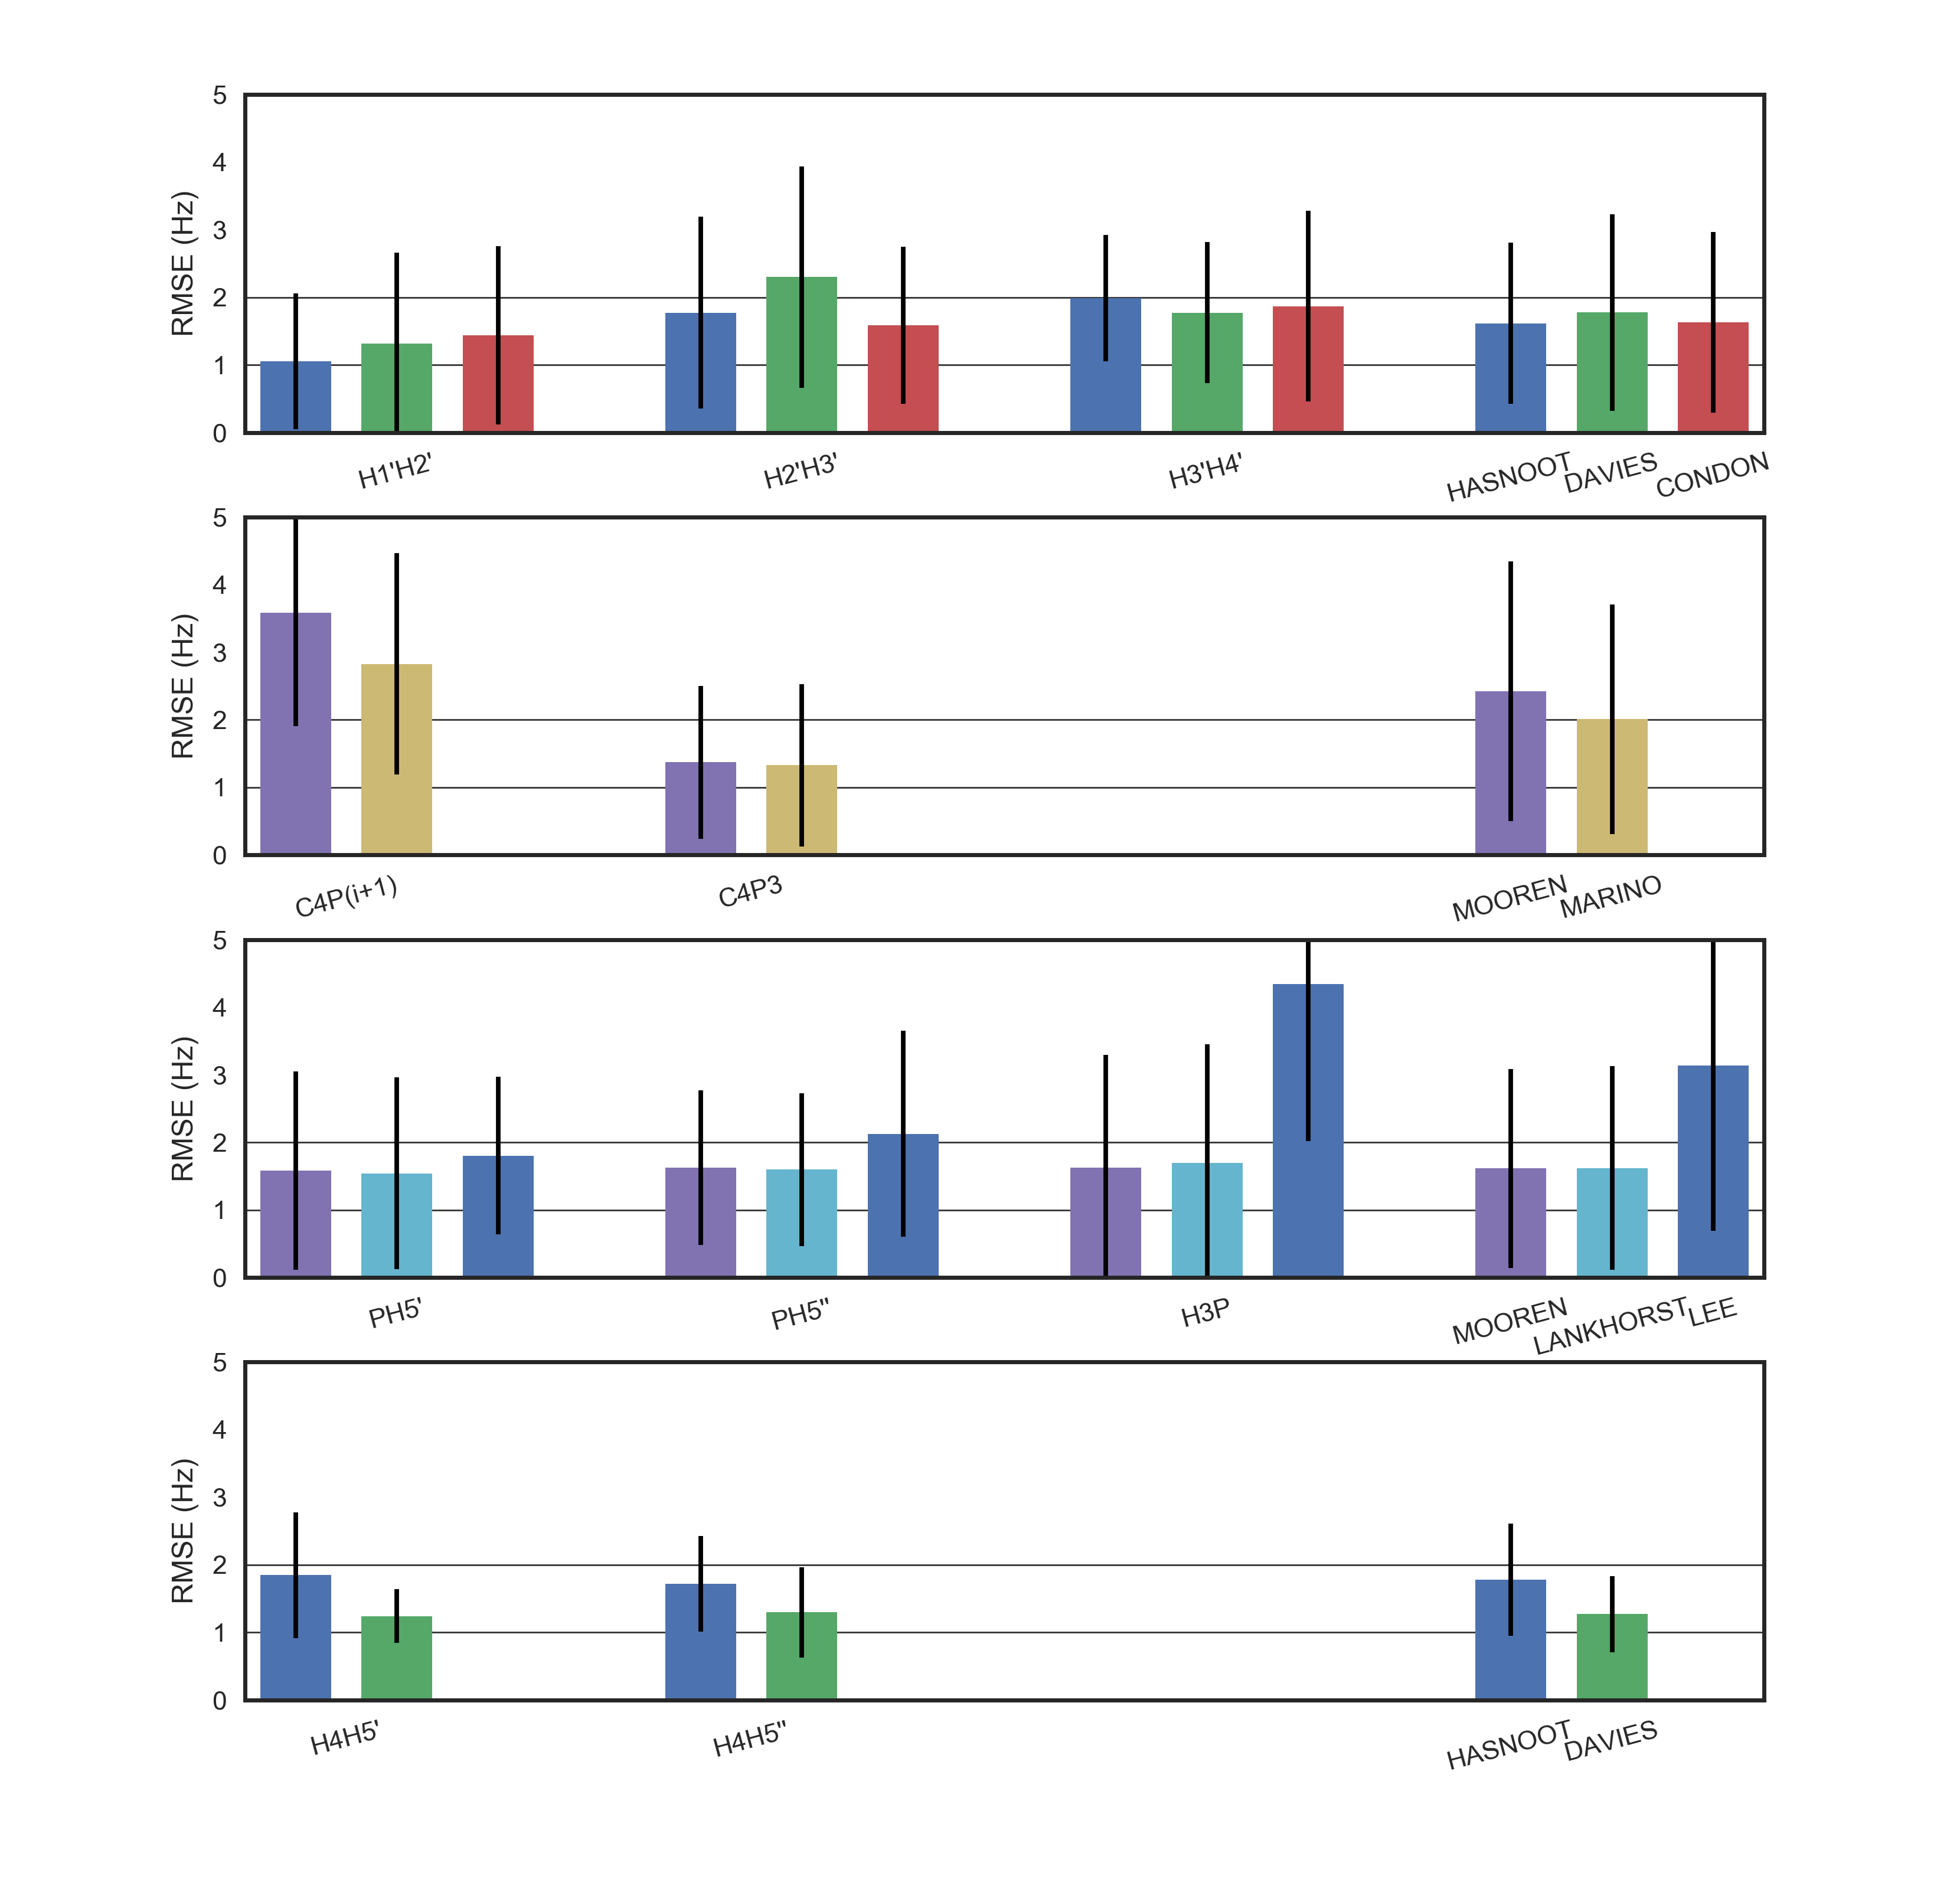 5
4
3
2
1
0
RMSE (Hz)
H1'H2'
H2'H3'
H3'H4'
HASNOOT
DAVIES
CONDON
5
4
3
2
1
0
RMSE (Hz)
C4P(i+1)
C4P3
MOOREN
MARINO
5
4
3
2
1
0
RMSE (Hz)
PH5'
PH5"
H3P
MOOREN
LANKHORST
LEE
5
4
3
2
1
0
RMSE (Hz)
H4H5'
H4H5"
HASNOOT
DAVIES